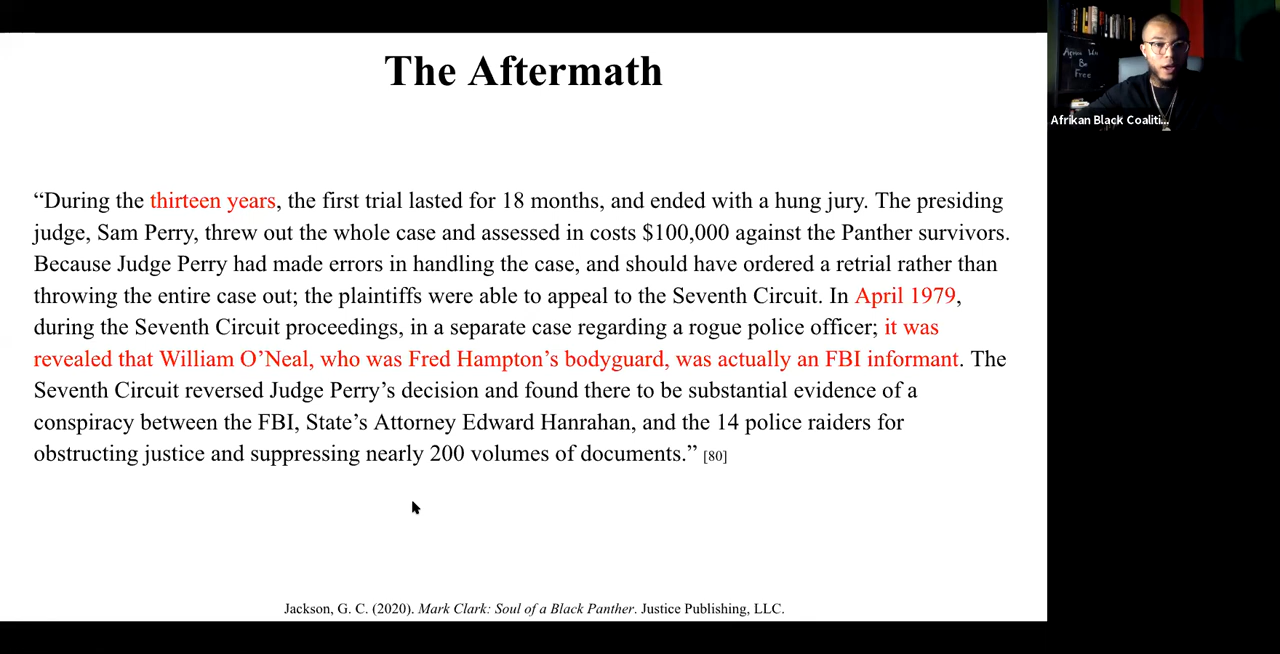 The Aftermath
“During the thirteen years, the first trial lasted for 18 months, and ended with a hung jury. The presiding
judge, Sam Perry, threw out the whole case and assessed in costs $100,000 against the Panther survivors.
Because Judge Perry had made errors in handling the case, and should have ordered a retrial rather than
throwing the entire case out; the plaintiffs were able to appeal to the Seventh Circuit. In April 1979,
during the Seventh Circuit proceedings, in a separate case regarding a rogue police officer; it was
revealed that William O’Neal, who was Fred Hampton’s bodyguard, was actually an FBI informant. The
Seventh Circuit reversed Judge Perry’s decision and found there to be substantial evidence of a
conspiracy between the FBI, State’s Attorney Edward Hanrahan, and the 14 police raiders for
obstructing justice and suppressing nearly 200 volumes of documents.” [80]
Jackson, G. C. (2020). Mark Clark: Soul of a Black Panther. Justice Publishing, LLC.
Again We
Be
Free
Afrikan Black Coaliti...